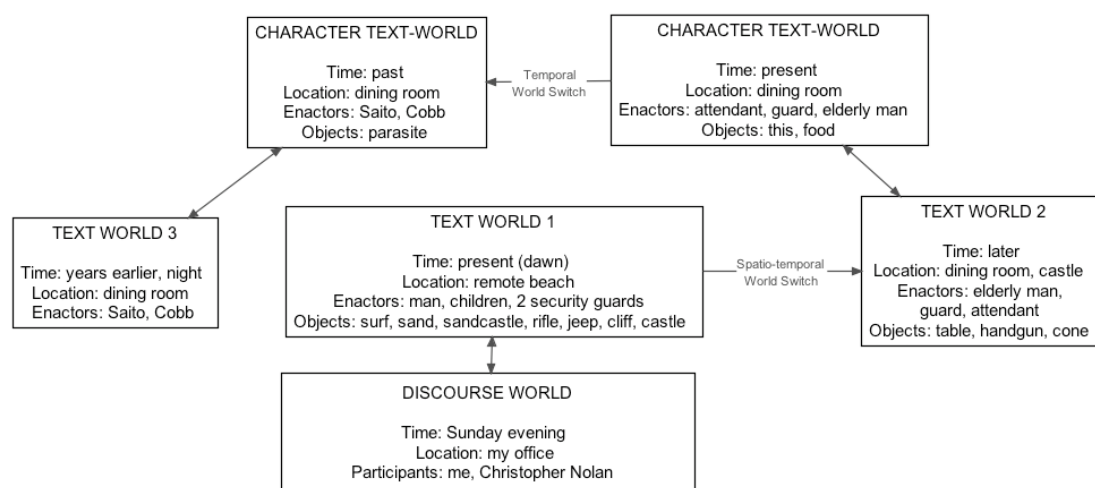 CHARACTER TEXT-WORLD
Time: past
Location: dining room
Enactors: Saito, Cobb
Objects: parasite
Temporal
World Switch
CHARACTER TEXT-WORLD
Time: present
Location: dining room
Enactors: attendant, guard, elderly man
Objects: this, food
TEXT WORLD 3
Time: years earlier, night
Location: dining room
Enactors: Saito, Cobb
TEXT WORLD 1
Time: present (dawn)
Location: remote beach
Enactors: man, children, 2 security guards
Objects: surf, sand, sandcastle, rifle, jeep, cliff, castle
Spatio-temporal
World Switch
TEXT WORLD 2
Time: later
Location: dining room, castle
Enactors: elderly man,
guard, attendant
Objects: table, handgun, cone
DISCOURSE WORLD
Time: Sunday evening
Location: my office
Participants: me, Christopher Nolan